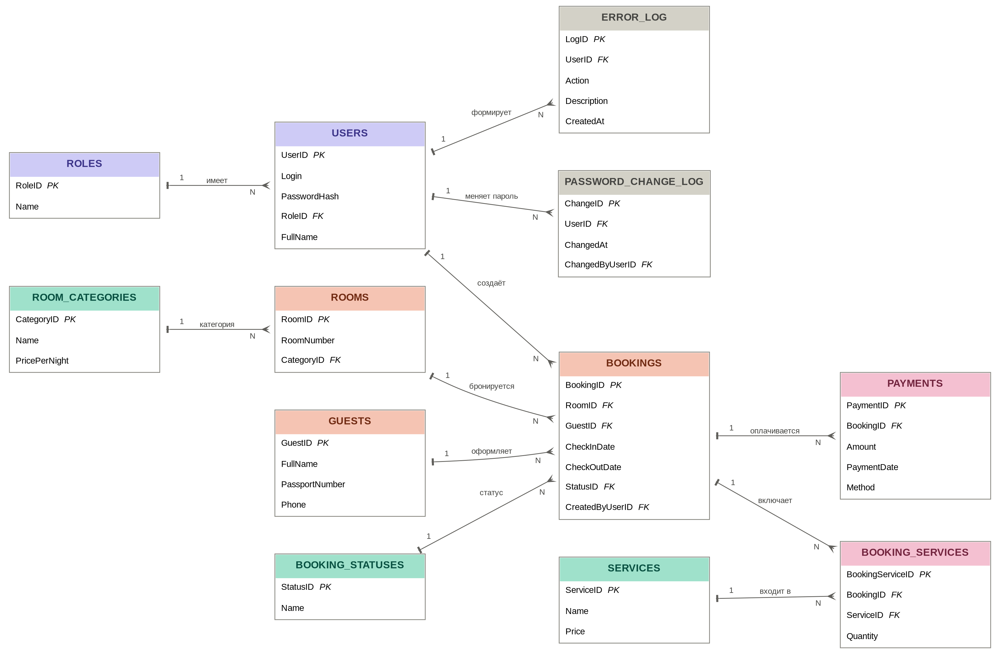 ERROR_LOG
LogID PK
UserID FK
Action
Description
CreatedAt
формирует
1
N
USERS
UserID PK
Login
PasswordHash
RoleID FK
FullName
ROLES
RoleID PK
Name
1
имеет
N
PASSWORD_CHANGE_LOG
ChangeID PK
UserID FK
ChangedAt
ChangedByUserID FK
1
меняет пароль
N
1
создаёт
N
ROOM_CATEGORIES
CategoryID PK
Name
PricePerNight
1
категория
N
ROOMS
RoomID PK
RoomNumber
CategoryID FK
1
бронируется
N
BOOKINGS
BookingID PK
RoomID FK
GuestID FK
CheckInDate
CheckOutDate
StatusID FK
CreatedByUserID FK
GUESTS
GuestID PK
FullName
PassportNumber
Phone
1
оформляет
N
статус
N
1
BOOKING_STATUSES
StatusID PK
Name
PAYMENTS
PaymentID PK
BookingID FK
Amount
PaymentDate
Method
1
оплачивается
N
1
включает
N
SERVICES
ServiceID PK
Name
Price
1
входит в
N
BOOKING_SERVICES
BookingServiceID PK
BookingID FK
ServiceID FK
Quantity